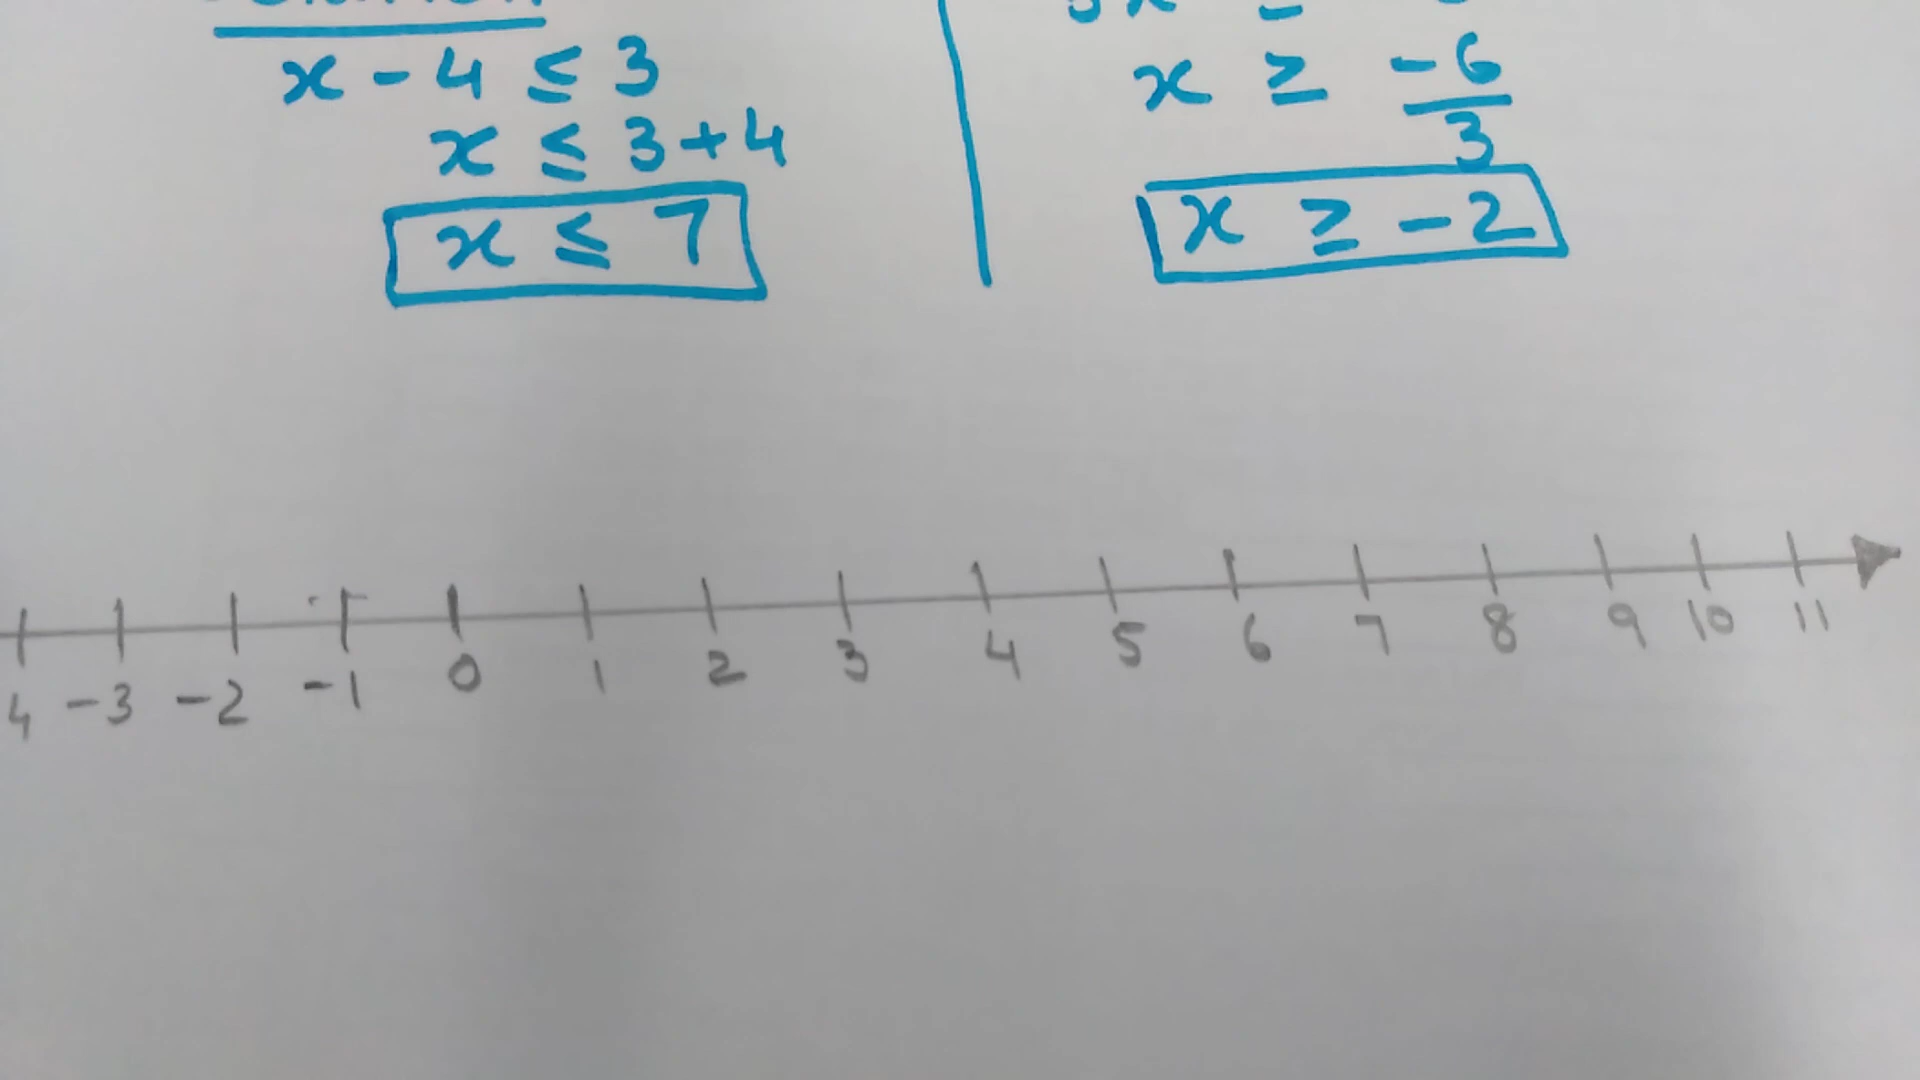 x - 4 ≤ 3
x ≤ 3 + 4
x ≤ 7
x ≥ -6/3
x ≥ -2
4 -3 -2 -1 0 1 2 3 4 5 6 7 8 9 10 11